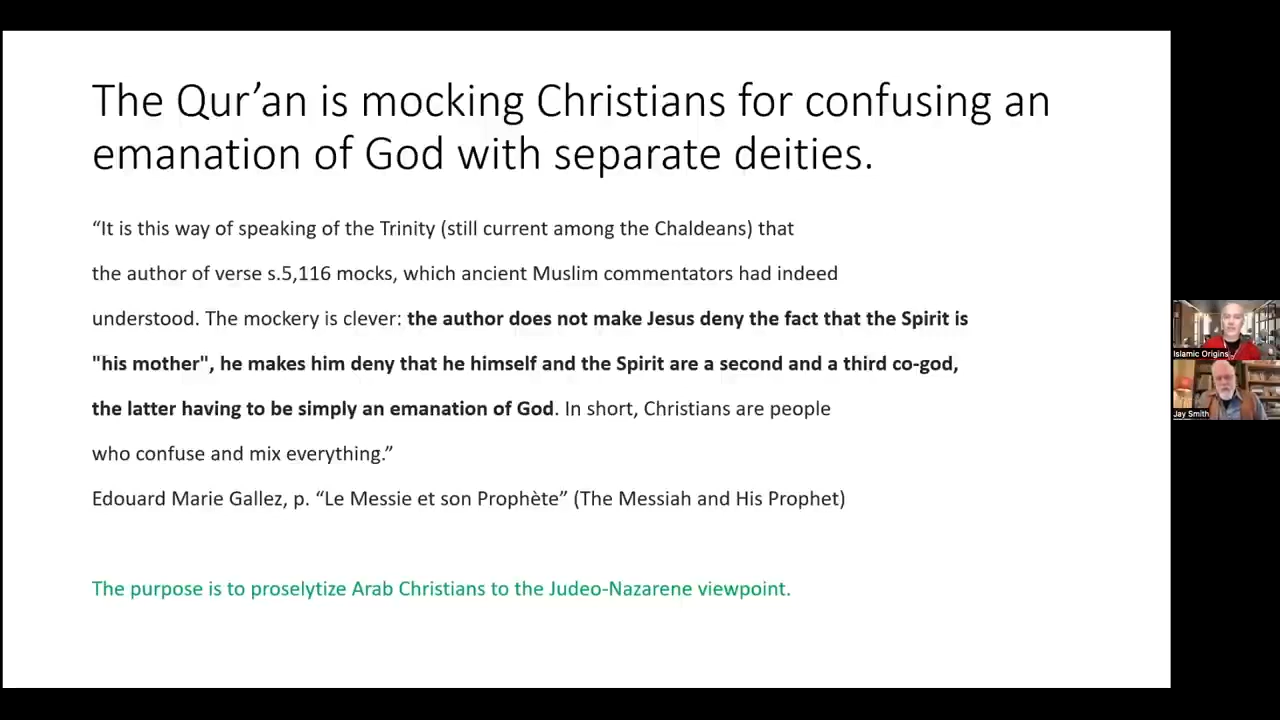 The Qur’an is mocking Christians for confusing an
emanation of God with separate deities.
“It is this way of speaking of the Trinity (still current among the Chaldeans) that
the author of verse s.5,116 mocks, which ancient Muslim commentators had indeed
understood. The mockery is clever: the author does not make Jesus deny the fact that the Spirit is
"his mother", he makes him deny that he himself and the Spirit are a second and a third co-god,
the latter having to be simply an emanation of God. In short, Christians are people
who confuse and mix everything.”
Edouard Marie Gallez, p. “Le Messie et son Prophète” (The Messiah and His Prophet)
The purpose is to proselytize Arab Christians to the Judeo-Nazarene viewpoint.
Islamic Origins
Jay Smith